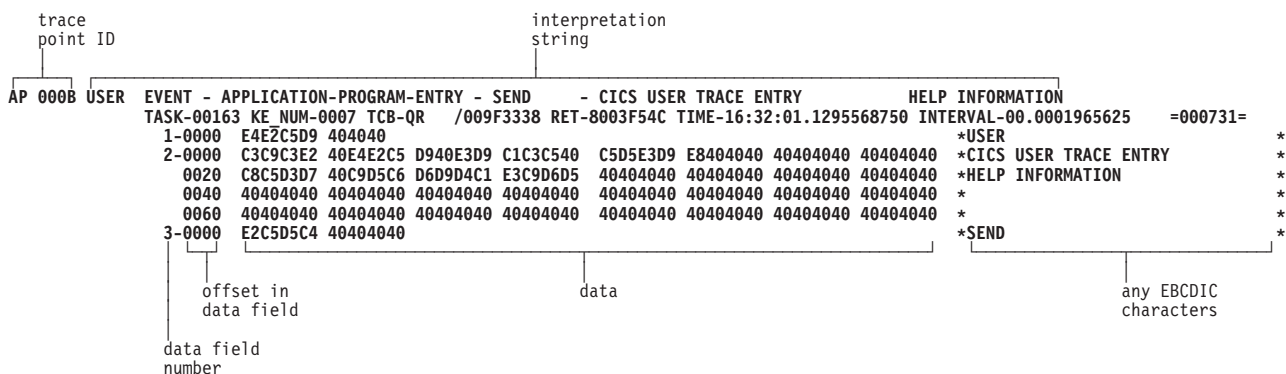 trace interpretation
point ID string
AP 000B USER EVENT - APPLICATION-PROGRAM-ENTRY - SEND - CICS USER TRACE ENTRY HELP INFORMATION
TASK-00163 KE_NUM-0007 TCB-QR /009F3338 RET-8003F54C TIME-16:32:01.1295568750 INTERVAL-00.0001965625 =000731=
1-0000 E4E2C5D9 404040 *USER *
2-0000 C3C9C3E2 40E4E2C5 D940E3D9 C1C3C540 C5D5E3D9 E8404040 40404040 40404040 *CICS USER TRACE ENTRY *
0020 C8C5D3D7 40C9D5C6 D6D9D4C1 E3C9D6D5 40404040 40404040 40404040 40404040 *HELP INFORMATION *
0040 40404040 40404040 40404040 40404040 40404040 40404040 40404040 40404040 * *
0060 40404040 40404040 40404040 40404040 40404040 40404040 40404040 40404040 * *
3-0000 E2C5D5C4 40404040 *SEND *
offset in data any EBCDIC
data field characters
data field
number